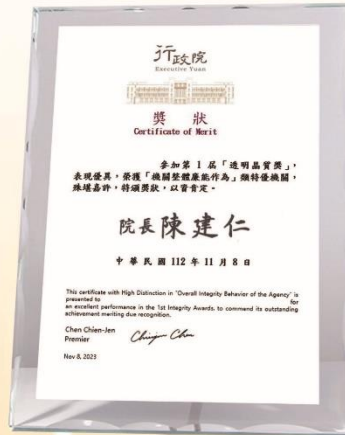 行政院
Executive Yuan
獎狀
Certificate of Merit
參加第1屆「透明晶質獎」，
表現優異，榮獲「機關整體廉能作為」類特優機關，
殊堪嘉許，特頒獎狀，以資肯定。
院長 陳建仁
中華民國112年11月8日
This certificate with High Distinction in "Overall Integrity Behavior of the Agency" is
presented to for
an excellent performance in the 1st Integrity Awards, to commend its outstanding
achievement meriting due recognition.
Chen Chien-Jen
Premier
Nov 8, 2023